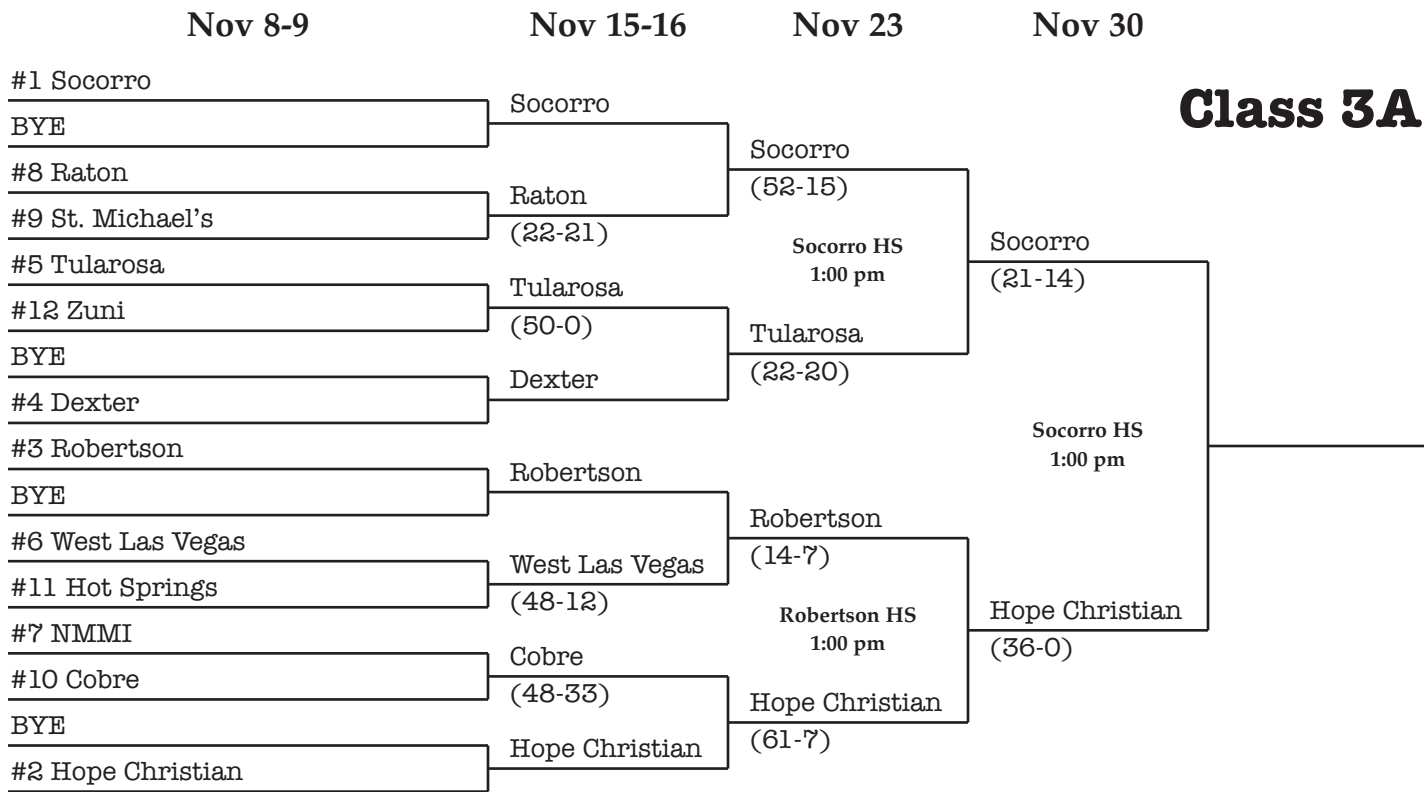 Nov 8-9
Nov 15-16
Nov 23
Nov 30
Class 3A
#1 Socorro
BYE
#8 Raton
#9 St. Michael's
#5 Tularosa
#12 Zuni
BYE
#4 Dexter
#3 Robertson
BYE
#6 West Las Vegas
#11 Hot Springs
#7 NMMI
#10 Cobre
BYE
#2 Hope Christian
Socorro
Raton
(22-21)
Tularosa
(50-0)
Dexter
Robertson
West Las Vegas
(48-12)
Cobre
(48-33)
Hope Christian
Socorro
(52-15)
Socorro HS
1:00 pm
Tularosa
(22-20)
Robertson
(14-7)
Robertson HS
1:00 pm
Hope Christian
(61-7)
Socorro
(21-14)
Socorro HS
1:00 pm
Hope Christian
(36-0)